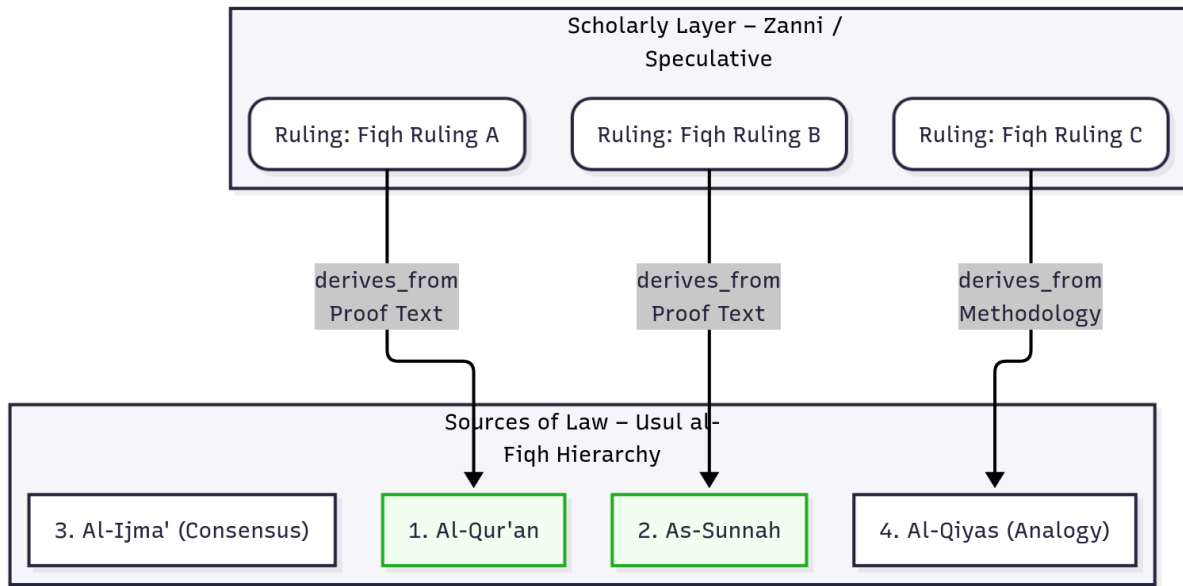 Scholarly Layer – Zanni /
Speculative
Ruling: Fiqh Ruling A
Ruling: Fiqh Ruling B
Ruling: Fiqh Ruling C
derives_from
Proof Text
derives_from
Proof Text
derives_from
Methodology
Sources of Law – Usul al-
Fiqh Hierarchy
3. Al-Ijma' (Consensus)
1. Al-Qur'an
2. As-Sunnah
4. Al-Qiyas (Analogy)